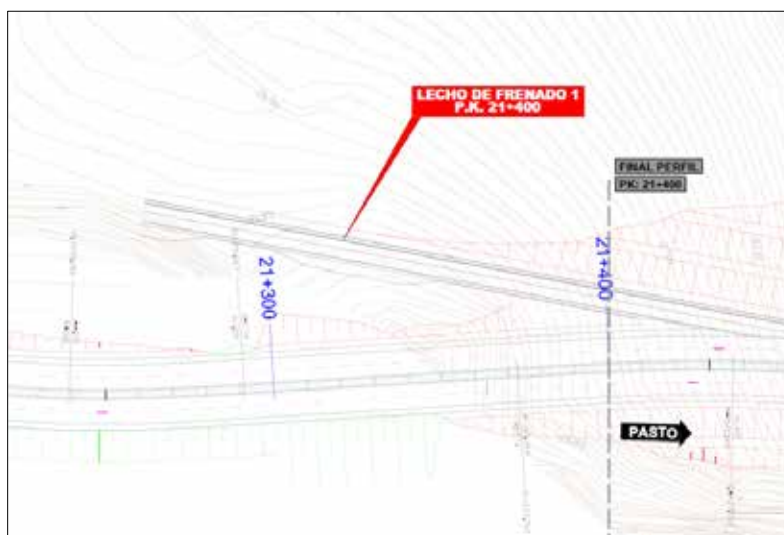 LECHO DE FRENADO 1
P.K. 21+400
FINAL PERFIL
PK: 21+400
21+300
21+400
PASTO